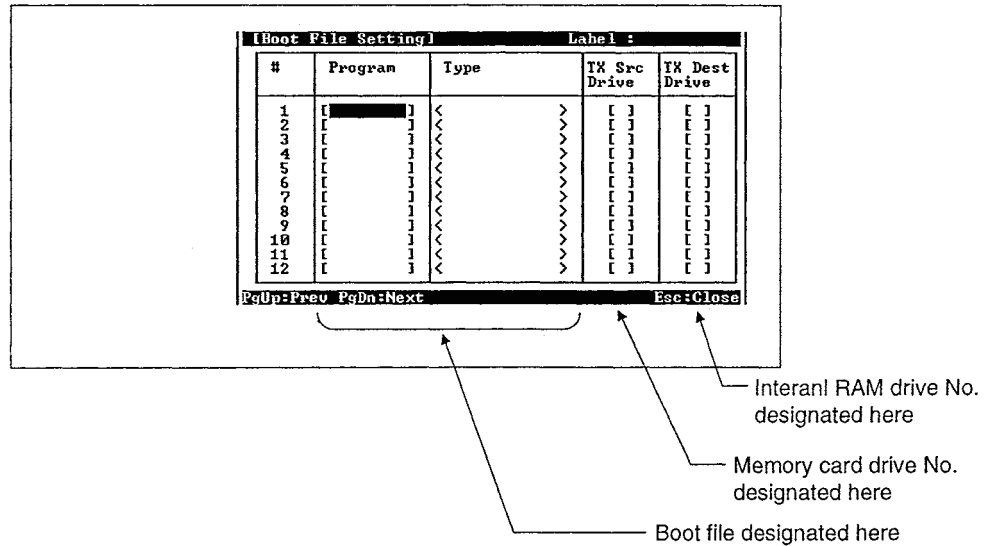 [Boot File Setting] Label :
# Program Type TX Src Drive TX Dest Drive
1 [ ] < > [ ] [ ]
2 [ ] < > [ ] [ ]
3 [ ] < > [ ] [ ]
4 [ ] < > [ ] [ ]
5 [ ] < > [ ] [ ]
6 [ ] < > [ ] [ ]
7 [ ] < > [ ] [ ]
8 [ ] < > [ ] [ ]
9 [ ] < > [ ] [ ]
10 [ ] < > [ ] [ ]
11 [ ] < > [ ] [ ]
12 [ ] < > [ ] [ ]
PgUp:Prev PgDn:Next Esc:Close
Interanl RAM drive No.
designated here
Memory card drive No.
designated here
Boot file designated here